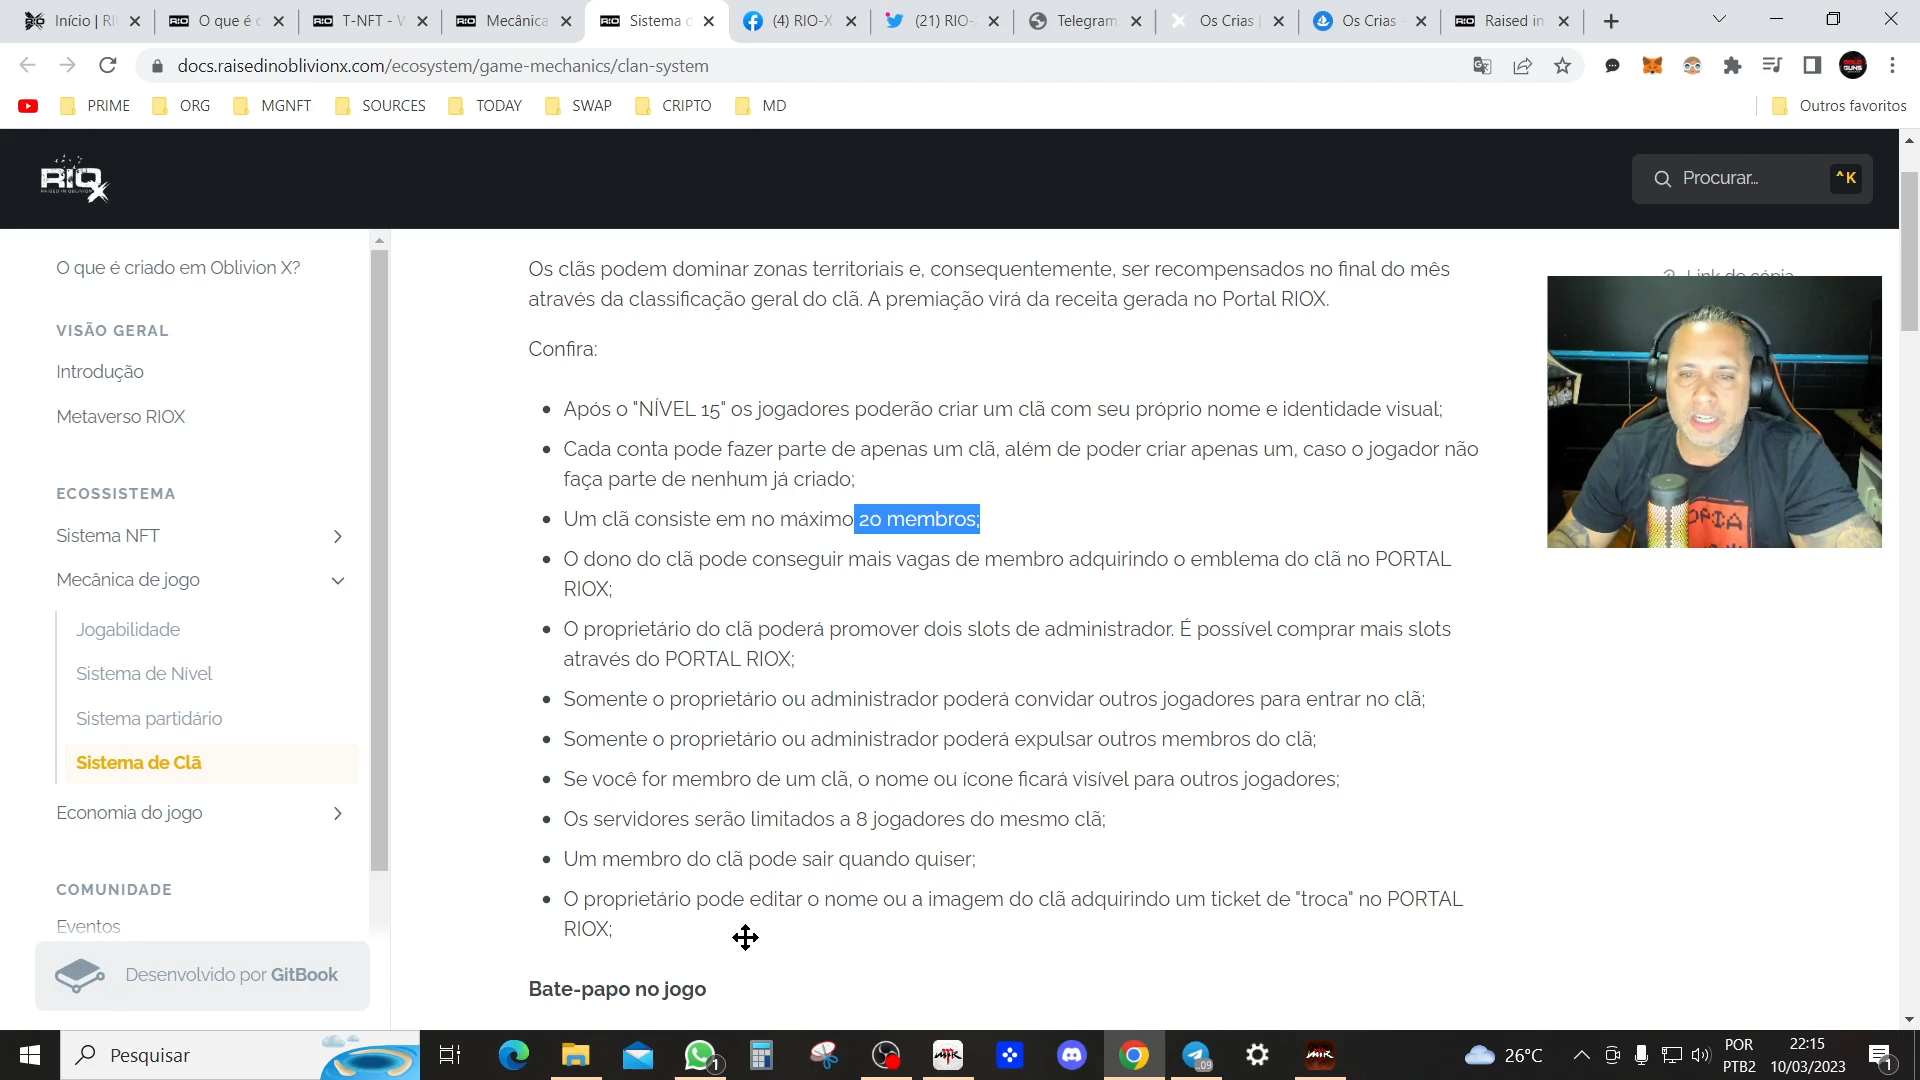 Início | RI
O que é c
T-NFT - W
Mecânica
Sistema d
(4) RIO-X
(21) RIO-
Telegram:
Os Crias |
Os Crias -
Raised in
docs.raisedinoblivionx.com/ecosystem/game-mechanics/clan-system
PRIME
ORG
MGNFT
SOURCES
TODAY
SWAP
CRIPTO
MD
Outros favoritos
RIOX
Procurar...
^K
O que é criado em Oblivion X?
VISÃO GERAL
Introdução
Metaverso RIOX
ECOSSISTEMA
Sistema NFT
Mecânica de jogo
Jogabilidade
Sistema de Nível
Sistema partidário
Sistema de Clã
Economia do jogo
COMUNIDADE
Eventos
Desenvolvido por GitBook
Os clãs podem dominar zonas territoriais e, consequentemente, ser recompensados no final do mês
através da classificação geral do clã. A premiação virá da receita gerada no Portal RIOX.
Confira:
Após o "NÍVEL 15" os jogadores poderão criar um clã com seu próprio nome e identidade visual;
Cada conta pode fazer parte de apenas um clã, além de poder criar apenas um, caso o jogador não
faça parte de nenhum já criado;
Um clã consiste em no máximo 20 membros;
O dono do clã pode conseguir mais vagas de membro adquirindo o emblema do clã no PORTAL
RIOX;
O proprietário do clã poderá promover dois slots de administrador. É possível comprar mais slots
através do PORTAL RIOX;
Somente o proprietário ou administrador poderá convidar outros jogadores para entrar no clã;
Somente o proprietário ou administrador poderá expulsar outros membros do clã;
Se você for membro de um clã, o nome ou ícone ficará visível para outros jogadores;
Os servidores serão limitados a 8 jogadores do mesmo clã;
Um membro do clã pode sair quando quiser;
O proprietário pode editar o nome ou a imagem do clã adquirindo um ticket de "troca" no PORTAL
RIOX;
Bate-papo no jogo
Link de cópia
Pesquisar
1
.09
26°C
POR
PTB2
22:15
10/03/2023
1